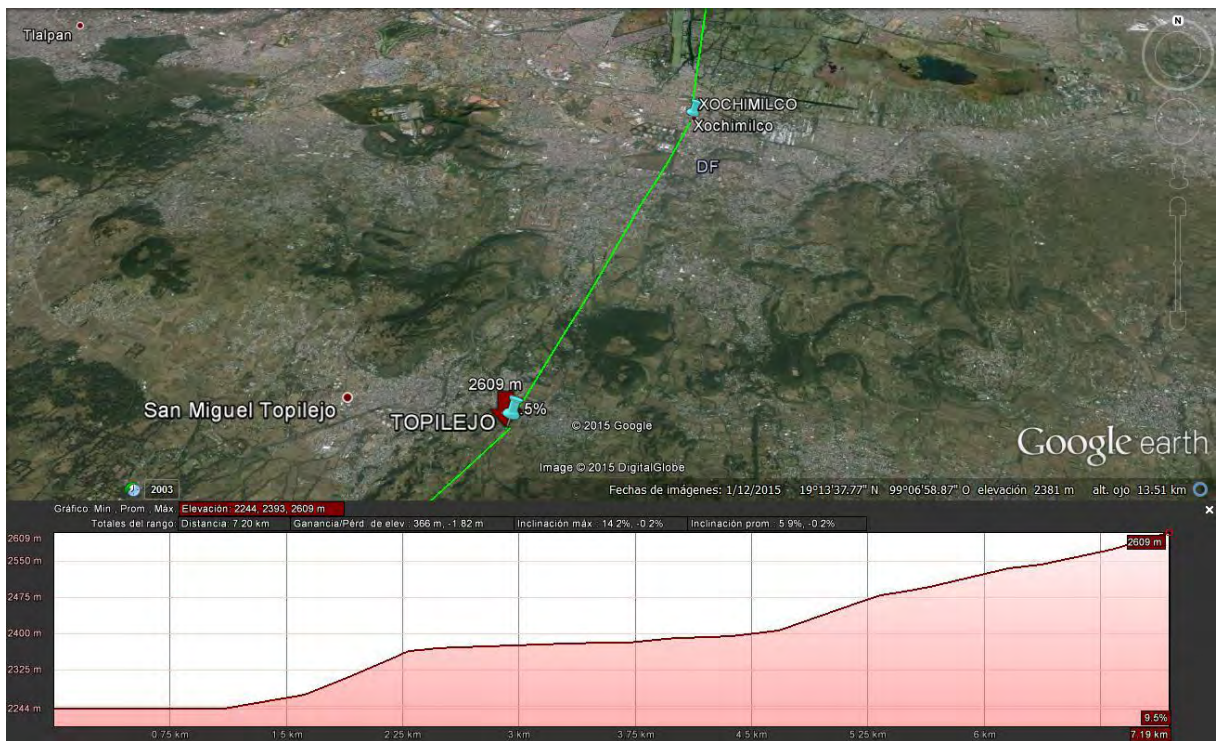 Tlalpan
N
XOCHIMILCO
Xochimilco
DF
2609 m
.5%
San Miguel Topilejo
TOPILEJO
© 2015 Google
Google earth
Image © 2015 DigitalGlobe
2003
Fechas de imágenes: 1/12/2015 19°13'37.77" N 99°06'58.87" O elevación 2381 m alt. ojo 13.51 km
Gráfico: Mín., Prom., Máx. Elevación: 2244, 2393, 2609 m
Totales del rango: Distancia: 7.20 km Ganancia/Pérd. de elev.: 366 m, -1.82 m Inclinación máx.: 14.2%, -0.2% Inclinación prom.: 5.9%, -0.2%
2609 m
2609 m
2550 m
2475 m
2400 m
2325 m
2244 m
9.5%
0.75 km 1.5 km 2.25 km 3 km 3.75 km 4.5 km 5.25 km 6 km 7.19 km